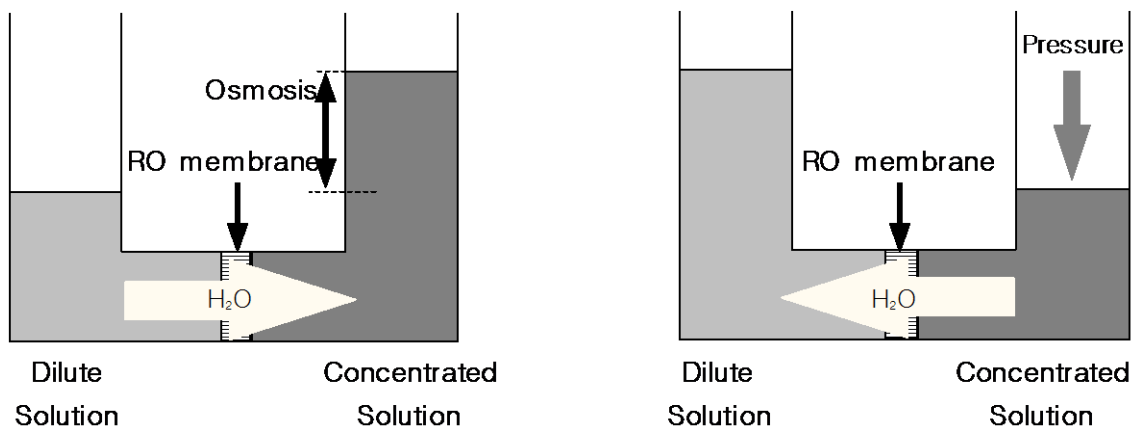 Osmosis
RO membrane
H₂O
Dilute
Solution
Concentrated
Solution
Pressure
RO membrane
H₂O
Dilute
Solution
Concentrated
Solution